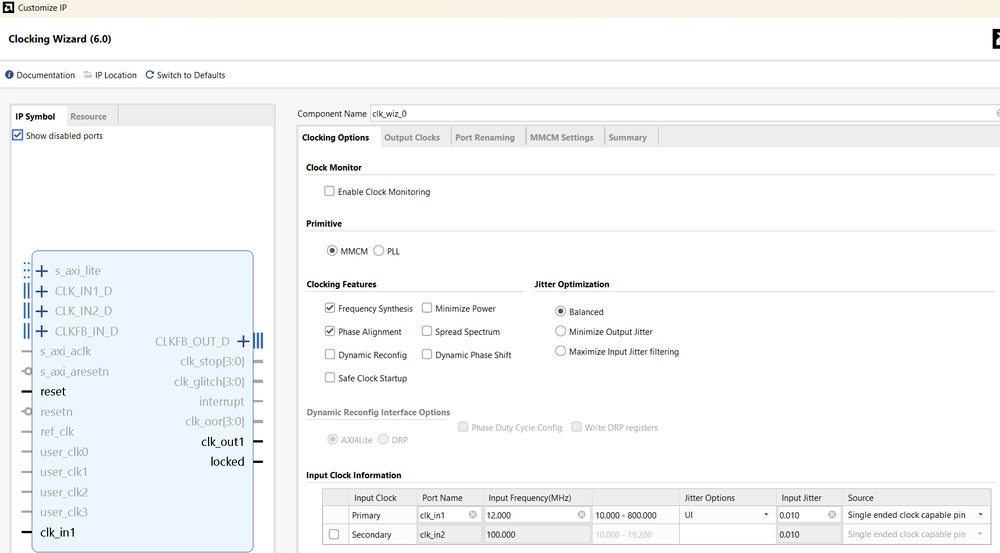 Customize IP
Clocking Wizard (6.0)
Documentation IP Location Switch to Defaults
IP Symbol Resource
Show disabled ports
s_axi_lite
CLK_IN1_D
CLK_IN2_D
CLKFB_IN_D
s_axi_aclk
s_axi_aresetn
reset
resetn
ref_clk
user_clk0
user_clk1
user_clk2
user_clk3
clk_in1
CLKFB_OUT_D
clk_stop[3:0]
clk_glitch[3:0]
interrupt
clk_oor[3:0]
clk_out1
locked
Component Name clk_wiz_0
Clocking Options Output Clocks Port Renaming MMCM Settings Summary
Clock Monitor
Enable Clock Monitoring
Primitive
MMCM PLL
Clocking Features
Frequency Synthesis Minimize Power
Phase Alignment Spread Spectrum
Dynamic Reconfig Dynamic Phase Shift
Safe Clock Startup
Jitter Optimization
Balanced
Minimize Output Jitter
Maximize Input Jitter filtering
Dynamic Reconfig Interface Options
Phase Duty Cycle Config Write DRP registers
AXI4Lite DRP
Input Clock Information
Input Clock Port Name Input Frequency(MHz) Jitter Options Input Jitter Source
Primary clk_in1 12.000 10.000 - 800.000 UI 0.010 Single ended clock capable pin
Secondary clk_in2 100.000 10.000 - 19.200 0.010 Single ended clock capable pin